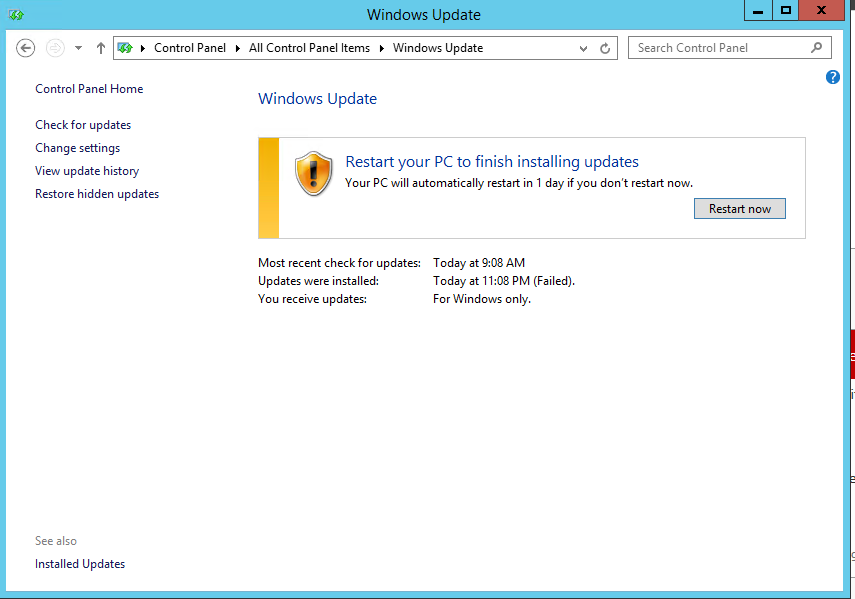 Windows Update
Control Panel ▸ All Control Panel Items ▸ Windows Update
Search Control Panel
Control Panel Home
Check for updates
Change settings
View update history
Restore hidden updates
Windows Update
Restart your PC to finish installing updates
Your PC will automatically restart in 1 day if you don't restart now.
Restart now
Most recent check for updates: Today at 9:08 AM
Updates were installed: Today at 11:08 PM (Failed).
You receive updates: For Windows only.
See also
Installed Updates